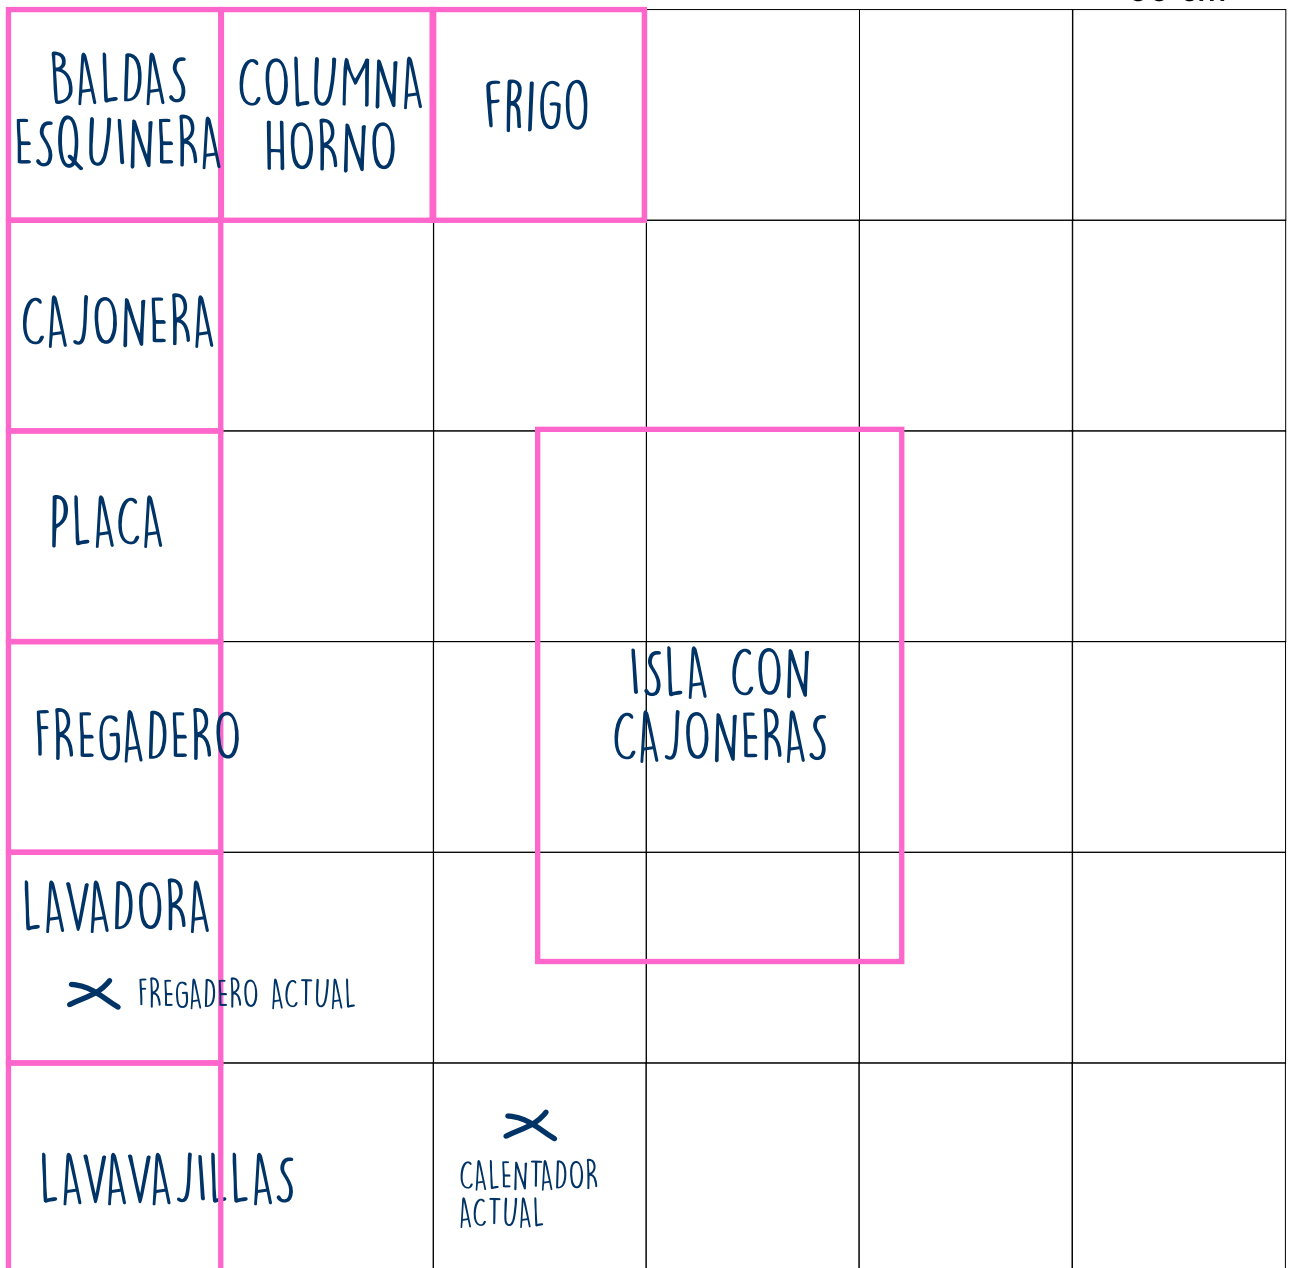 BALDAS
ESQUINERA
COLUMNA
HORNO
FRIGO
CAJONERA
PLACA
ISLA CON
CAJONERAS
FREGADERO
LAVADORA
FREGADERO ACTUAL
LAVAVAJILLAS
CALENTADOR
ACTUAL